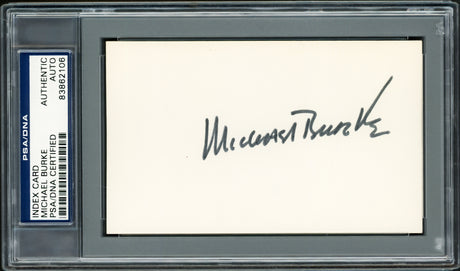 INDEX CARD
MICHAEL BURKE
PSA/DNA CERTIFIED
AUTHENTIC
AUTO
83862106
PSA/DNA
Michael Burke